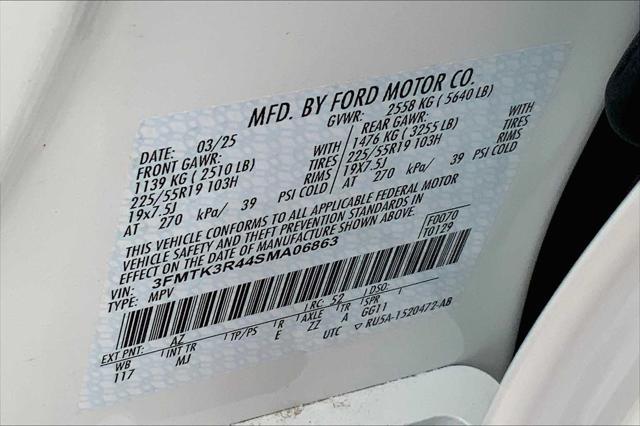 MFD. BY FORD MOTOR CO.
DATE: 03/25 GVWR: 2558 KG ( 5640 LB)
FRONT GAWR: REAR GAWR:
1139 KG ( 2510 LB) WITH 1476 KG ( 3255 LB) WITH
225/55R19 103H TIRES 225/55R19 103H TIRES
19x7.5J RIMS 19X7.5J RIMS
AT 270 kPa/ 39 PSI COLD AT 270 kPa/ 39 PSI COLD
THIS VEHICLE CONFORMS TO ALL APPLICABLE FEDERAL MOTOR
VEHICLE SAFETY AND THEFT PREVENTION STANDARDS IN
EFFECT ON THE DATE OF MANUFACTURE SHOWN ABOVE.
VIN: 3FMTK3R44SMA06863 F0070
TYPE: MPV T0129
EXT PNT: AZ RC: 52 DSO:
WB INT TR TP/PS R AXLE TR SPR
117 MJ E ZZ A GG11
UTC ▽ RU5A-1520472-AB